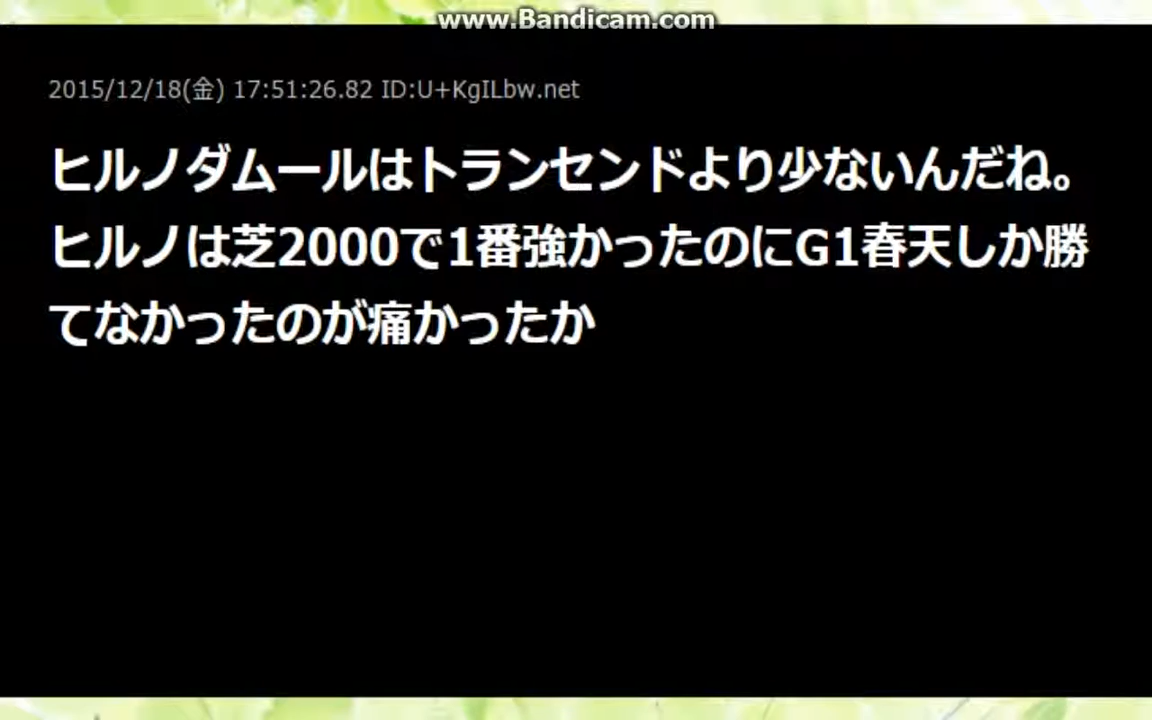 www.Bandicam.com
2015/12/18(金) 17:51:26.82 ID:U+KgILbw.net
ヒルノダムールはトランセンドより少ないんだね。
ヒルノは芝2000で1番強かったのにG1春天しか勝
てなかったのが痛かったか